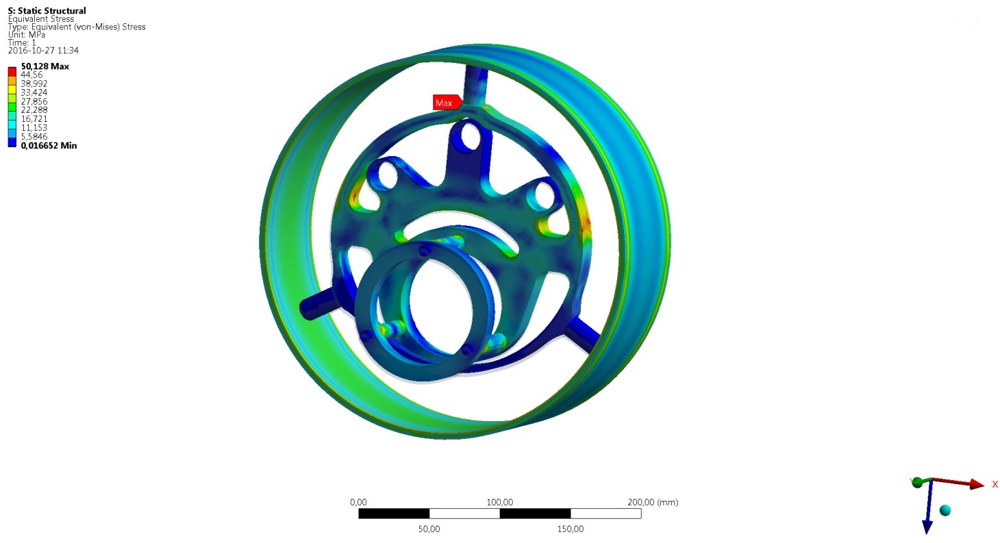 S: Static Structural
Equivalent Stress
Type: Equivalent (von-Mises) Stress
Unit: MPa
Time: 1
2016-10-27 11:34
50,128 Max
44,56
38,992
33,424
27,856
22,288
16,721
11,153
5,5846
0,016652 Min
Max
0,00 100,00 200,00 (mm)
50,00 150,00
X